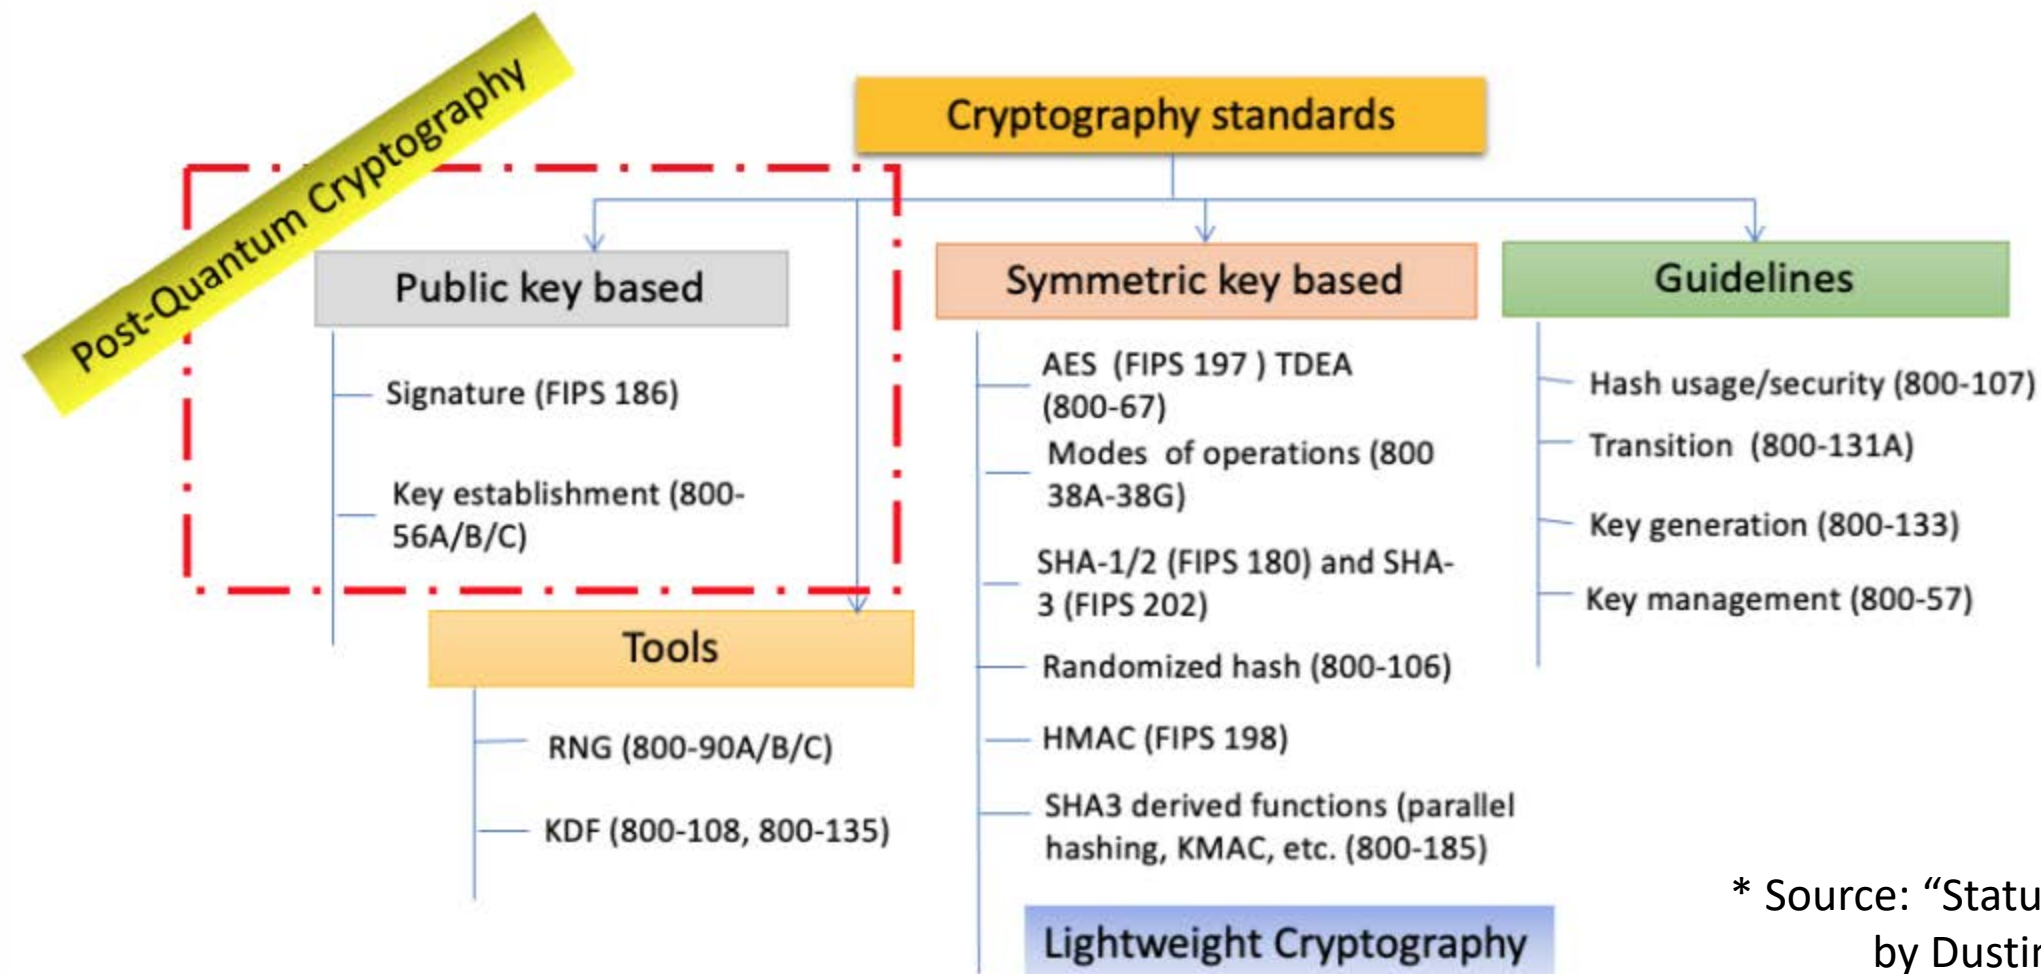 Post-Quantum Cryptography
Cryptography standards
Public key based
Signature (FIPS 186)
Key establishment (800-
56A/B/C)
Tools
RNG (800-90A/B/C)
KDF (800-108, 800-135)
Symmetric key based
AES (FIPS 197 ) TDEA
(800-67)
Modes of operations (800
38A-38G)
SHA-1/2 (FIPS 180) and SHA-
3 (FIPS 202)
Randomized hash (800-106)
HMAC (FIPS 198)
SHA3 derived functions (parallel
hashing, KMAC, etc. (800-185)
Lightweight Cryptography
Guidelines
Hash usage/security (800-107)
Transition (800-131A)
Key generation (800-133)
Key management (800-57)
* Source: “Statu
by Dustin